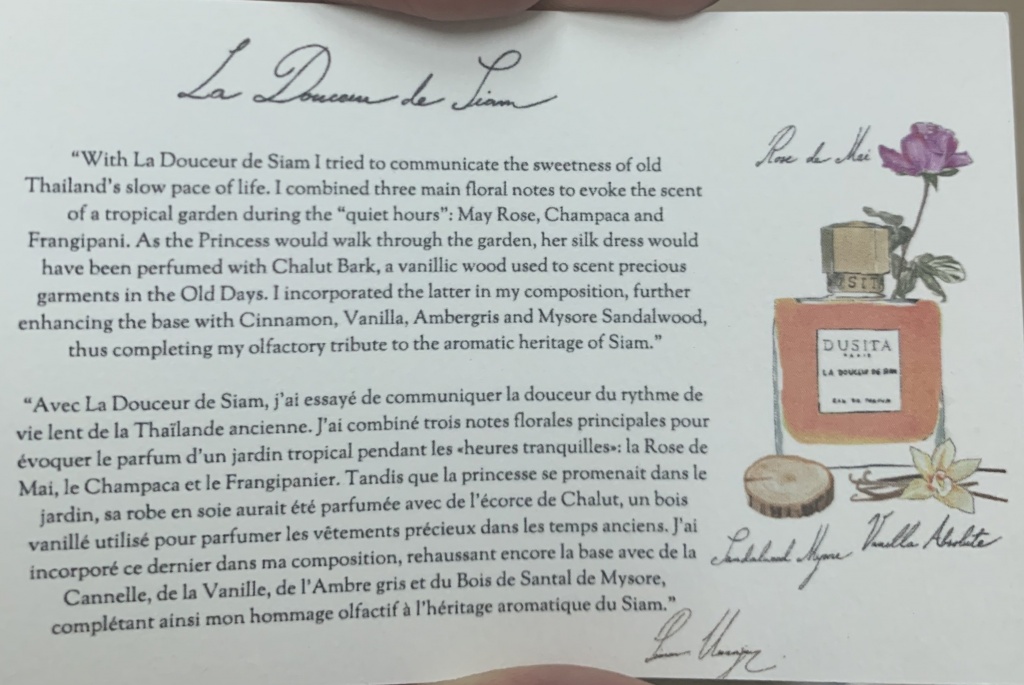 La Douceur de Siam
“With La Douceur de Siam I tried to communicate the sweetness of old
Thailand's slow pace of life. I combined three main floral notes to evoke the scent
of a tropical garden during the “quiet hours”: May Rose, Champaca and
Frangipani. As the Princess would walk through the garden, her silk dress would
have been perfumed with Chalut Bark, a vanillic wood used to scent precious
garments in the Old Days. I incorporated the latter in my composition, further
enhancing the base with Cinnamon, Vanilla, Ambergris and Mysore Sandalwood,
thus completing my olfactory tribute to the aromatic heritage of Siam.”
“Avec La Douceur de Siam, j'ai essayé de communiquer la douceur du rythme de
vie lent de la Thaïlande ancienne. J'ai combiné trois notes florales principales pour
évoquer le parfum d'un jardin tropical pendant les «heures tranquilles»: la Rose de
Mai, le Champaca et le Frangipanier. Tandis que la princesse se promenait dans le
jardin, sa robe en soie aurait été parfumée avec de l'écorce de Chalut, un bois
vanillé utilisé pour parfumer les vêtements précieux dans les temps anciens. J'ai
incorporé ce dernier dans ma composition, rehaussant encore la base avec de la
Cannelle, de la Vanille, de l'Ambre gris et du Bois de Santal de Mysore,
complétant ainsi mon hommage olfactif à l'héritage aromatique du Siam.”
Rose de Mai
USIT
DUSITA
PARIS
LA DOUCEUR DE SIAM
EAU DE PARFUM
Sandalwood Mysore
Vanilla Absolute